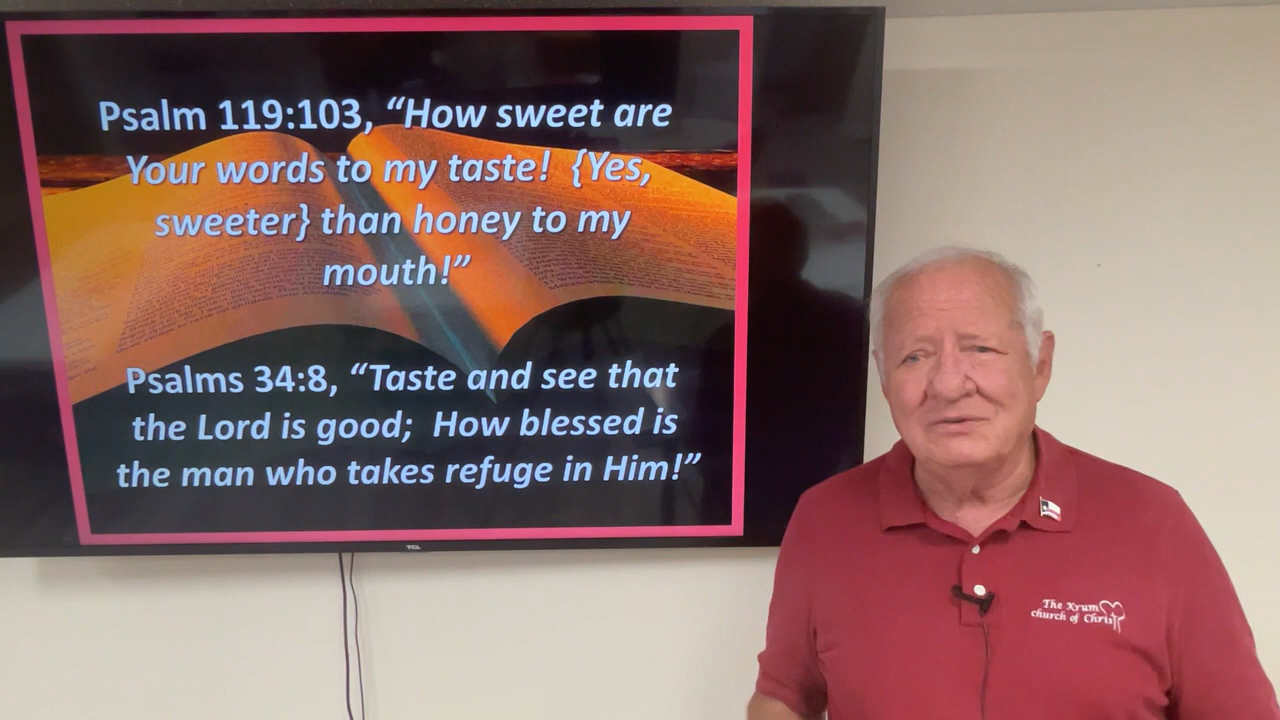 Psalm 119:103, “How sweet are
Your words to my taste!  {Yes,
sweeter} than honey to my
mouth!”
Psalms 34:8, “Taste and see that
the Lord is good;  How blessed is
the man who takes refuge in Him!”
TCL
The Krum
church of Christ